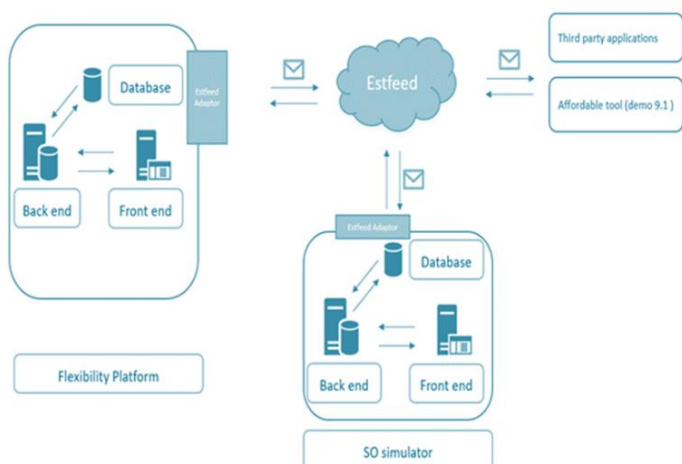 Database
Estfeed
Adaptor
Back end
Front end
Flexibility Platform
Estfeed
Third party applications
Affordable tool (demo 9.1 )
Estfeed Adaptor
Database
Back end
Front end
SO simulator